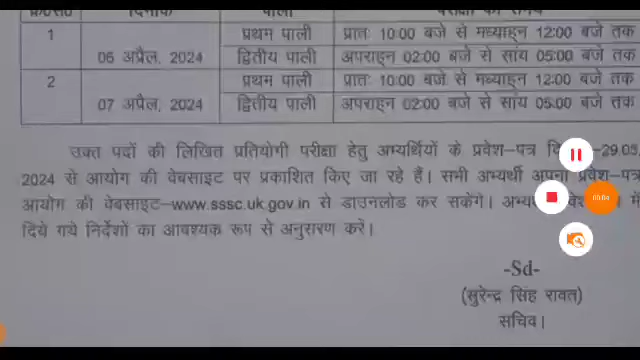 1 प्रथम पाली प्रातः 10:00 बजे से मध्याह्न 12:00 बजे तक
06 अप्रैल, 2024 द्वितीय पाली अपराह्न 02:00 बजे से सांय 05:00 बजे तक
2 प्रथम पाली प्रातः 10:00 बजे से मध्याह्न 12:00 बजे तक
07 अप्रैल, 2024 द्वितीय पाली अपराह्न 02:00 बजे से सांय 05:00 बजे तक
उक्त पदों की लिखित प्रतियोगी परीक्षा हेतु अभ्यर्थियों के प्रवेश-पत्र 29.03.
2024 से आयोग की वेबसाइट पर प्रकाशित किए जा रहे हैं। सभी अभ्यर्थी अपना प्रवेश-पत्र
आयोग की वेबसाइट-www.sssc.uk.gov.in से डाउनलोड कर सकेंगे। में
दिये गये निर्देशों का आवश्यक रूप से अनुसरण करें।
-Sd-
(सुरेन्द्र सिंह रावत)
सचिव।
00:04